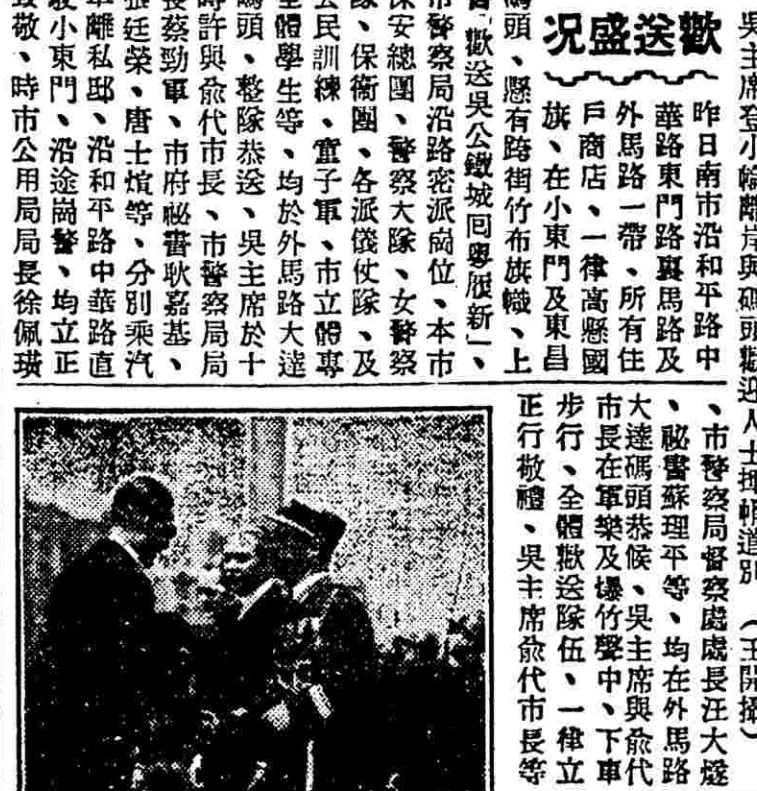 吳主席登小輪離岸與碼頭歡迎人士揮帽道別 (王開攝)
歡送盛况
昨日南市沿和平路中
華路東門路裏馬路及
外馬路一帶、所有住
戶商店、一律高懸國
旗、在小東門及東昌
碼頭、懸有跨街竹布旗幟、上
書「歡送吳公鐵城回粵履新」、
市警察局沿路密派崗位、本市
保安總團、警察大隊、女警察
隊、保衛團、各派儀仗隊、及
公民訓練、童子軍、市立體專
全體學生等、均於外馬路大達
碼頭、整隊恭送、吳主席於十
時許與俞代市長、市警察局局
長蔡勁軍、市府祕書耿嘉基、
張廷榮、唐士煊等、分別乘汽
車離私邸、沿和平路中華路直
駛小東門、沿途崗警、均立正
致敬、時市公用局局長徐佩璜
、市警察局督察處處長汪大燧
、祕書蘇理平等、均在外馬路
大達碼頭恭候、吳主席與俞代
市長在軍樂及爆竹聲中、下車
步行、全體歡送隊伍、一律立
正行敬禮、吳主席俞代市長等